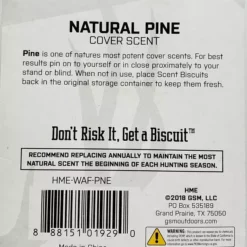 NATURAL PINE
COVER SCENT
Pine is one of natures most potent cover scents. For best
results pin on to yourself or in close proximately to your
stand or blind. When not in use, place Scent Biscuits
back in the original storage container to keep them fresh.
Don't Risk It, Get a Biscuit™
RECOMMEND REPLACING ANNUALLY TO MAINTAIN THE MOST
NATURAL SCENT AT THE BEGINNING OF EACH HUNTING SEASON.
HME-WAF-PNE
8 88151 01929 0
Made in China
HME
©2018 GSM, LLC
PO BOX 535189
Grand Prairie, TX 75050
gsmoutdoors.com